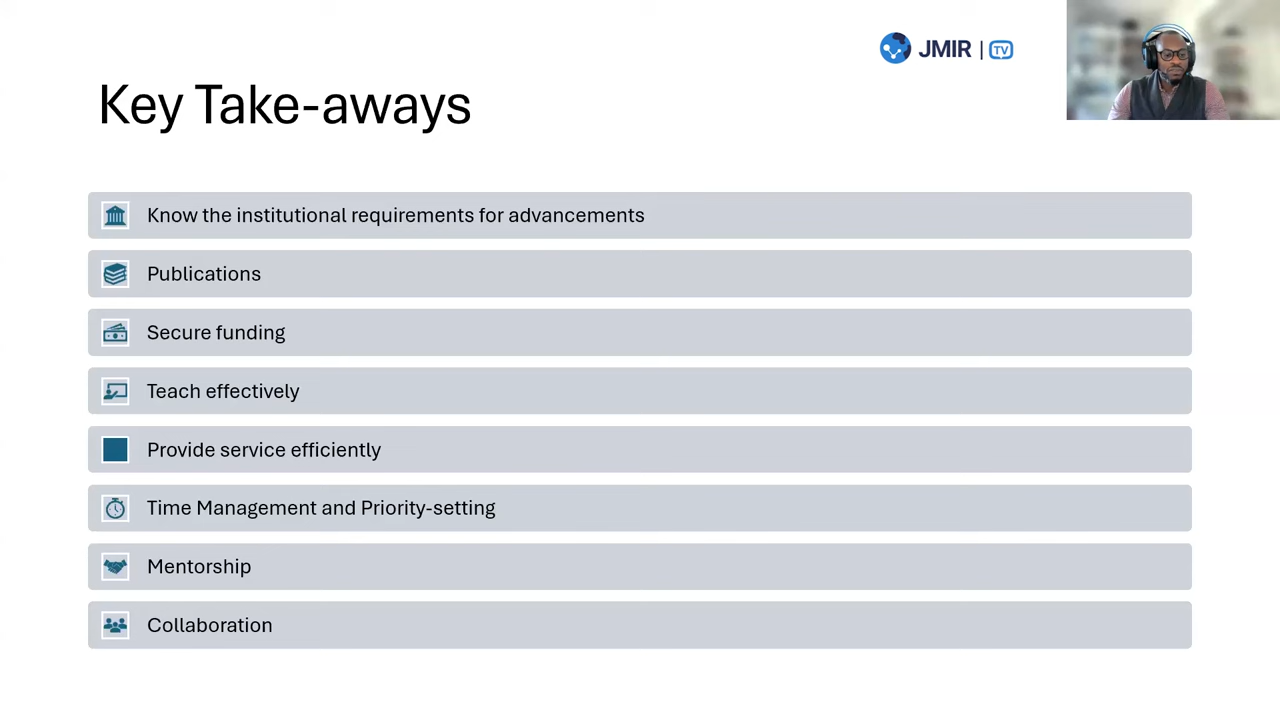 JMIR | TV
Key Take-aways
Know the institutional requirements for advancements
Publications
Secure funding
Teach effectively
Provide service efficiently
Time Management and Priority-setting
Mentorship
Collaboration